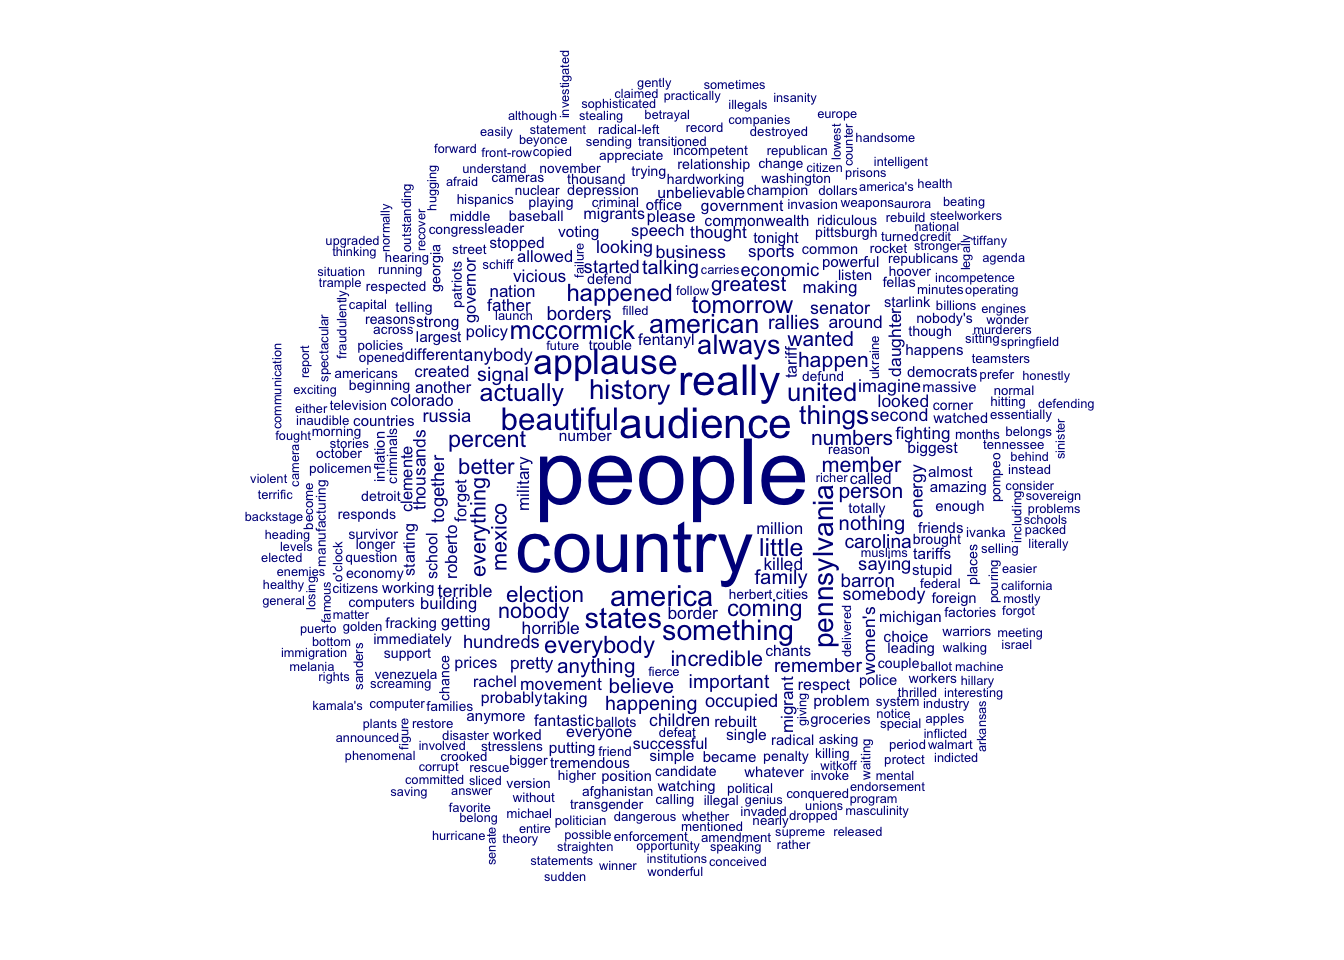 investigated
gently
sometimes
claimed
practically
insanity
sophisticated
illegals
although
stealing
betrayal
companies
europe
easily
statement
radical-left
record
destroyed
lowest
counter
handsome
beyonce
sending
transitioned
forward
front-row
copied
appreciate
incompetent
republican
citizen
prisons
intelligent
understand
november
trying
relationship
change
afraid
cameras
thousand
hardworking
washington
hugging
nuclear
depression
unbelievable
champion
dollars
america's
health
hispanics
playing
criminal
office
government
invasion
weapons
aurora
beating
normally
outstanding
recover
middle
baseball
migrants
please
commonwealth
ridiculous
rebuild
steelworkers
congress
leader
voting
speech
thought
tonight
pittsburgh
turned
credit
national
upgraded
thinking
hearing
georgia
street
stopped
looking
business
sports
common
rocket
stronger
legally
tiffany
situation
running
patriots
governor
schiff
allowed
failure
started
talking
carries
economic
powerful
republicans
agenda
trample
respected
vicious
defend
listen
hoover
incompetence
fraudulently
nation
happened
follow
greatest
making
fellas
minutes
operating
capital
telling
father
borders
filled
tomorrow
senator
starlink
billions
engines
reasons
strong
launch
mccormick
american
rallies
around
daughter
nobody's
wonder
across
largest
policy
future
trouble
fentanyl
always
wanted
though
sitting
murderers
springfield
communication
report
spectacular
policies
different
anybody
applause
tariff
happen
ukraine
happens
teamsters
opened
americans
created
signal
really
defund
democrats
prefer
honestly
exciting
beginning
another
actually
history
united
imagine
massive
normal
either
television
colorado
looked
corner
hitting
defending
inaudible
countries
russia
beautiful
audience
things
second
watched
essentially
fought
morning
stories
percent
number
numbers
fighting
months
belongs
sinister
camera
october
inflation
criminals
reason
biggest
tennessee
behind
violent
policemen
clemente
thousands
better
military
people
member
richer
called
energy
almost
pompeo
instead
terrific
detroit
together
forget
everything
person
amazing
consider
backstage
become
manufacturing
responds
mexico
pennsylvania
totally
enough
including
sovereign
problems
schools
heading
survivor
starting
school
roberto
country
million
nothing
friends
ivanka
packed
levels
longer
little
carolina
brought
literally
elected
o'clock
question
killed
muslims
tariffs
places
selling
enemies
economy
family
saying
stupid
pouring
easier
healthy
losing
famous
citizens
working
terrible
election
america
herbert
cities
barron
federal
california
general
computers
building
nobody
border
coming
somebody
foreign
mostly
matter
states
delivered
women's
michigan
factories
forgot
puerto
golden
fracking
getting
horrible
something
choice
warriors
meeting
bottom
immediately
hundreds
everybody
chants
leading
walking
israel
immigration
sanders
support
chance
prices
pretty
anything
fierce
incredible
remember
couple
ballot
machine
melania
rights
venezuela
rachel
movement
believe
important
migrant
respect
police
workers
hillary
screaming
thrilled
interesting
kamala's
computer
families
probably
taking
happening
occupied
giving
problem
system
industry
arkansas
plants
restore
anymore
fantastic
ballots
children
rebuilt
groceries
notice
special
apples
announced
figure
disaster
worked
everyone
defeat
single
radical
asking
inflicted
involved
stresslens
putting
friend
successful
period
walmart
phenomenal
crooked
bigger
tremendous
simple
became
penalty
killing
waiting
protect
indicted
corrupt
rescue
higher
position
candidate
whatever
witkoff
invoke
mental
committed
sliced
version
afghanistan
watching
political
endorsement
saving
answer
without
transgender
calling
illegal
genius
conquered
program
favorite
unions
masculinity
belong
michael
politician
dangerous
whether
invaded
dropped
entire
mentioned
nearly
hurricane
senate
theory
possible
enforcement
amendment
supreme
released
straighten
opportunity
speaking
rather
statements
winner
institutions
conceived
sudden
wonderful